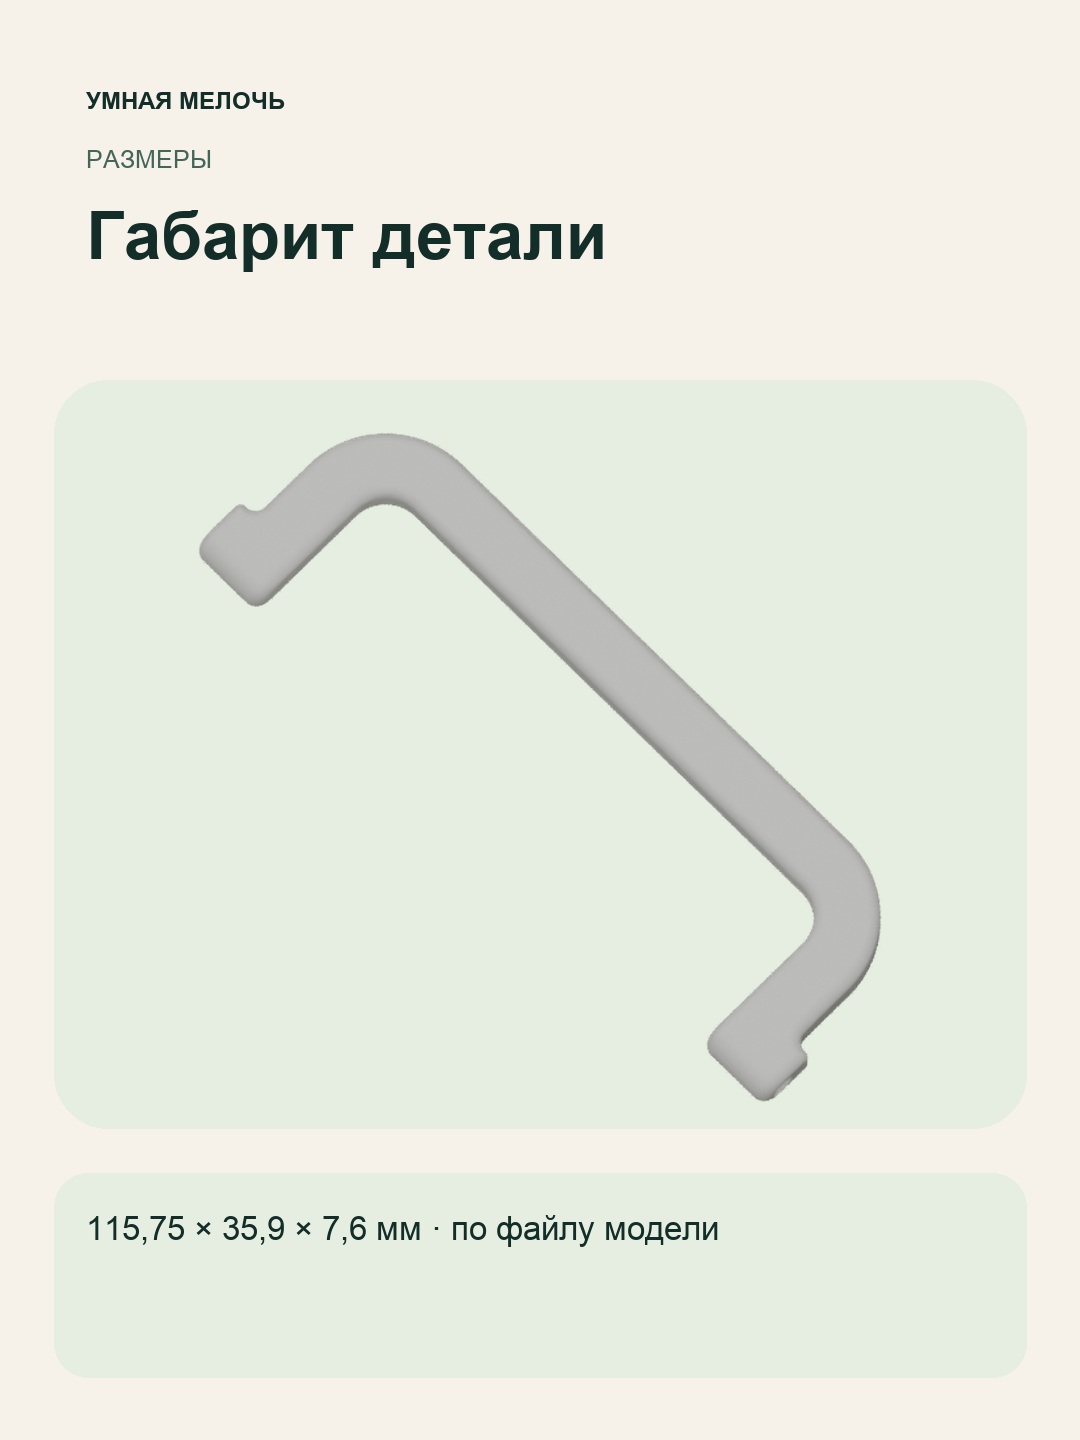 УМНАЯ МЕЛОЧЬ
РАЗМЕРЫ
Габарит детали
115,75 × 35,9 × 7,6 мм · по файлу модели